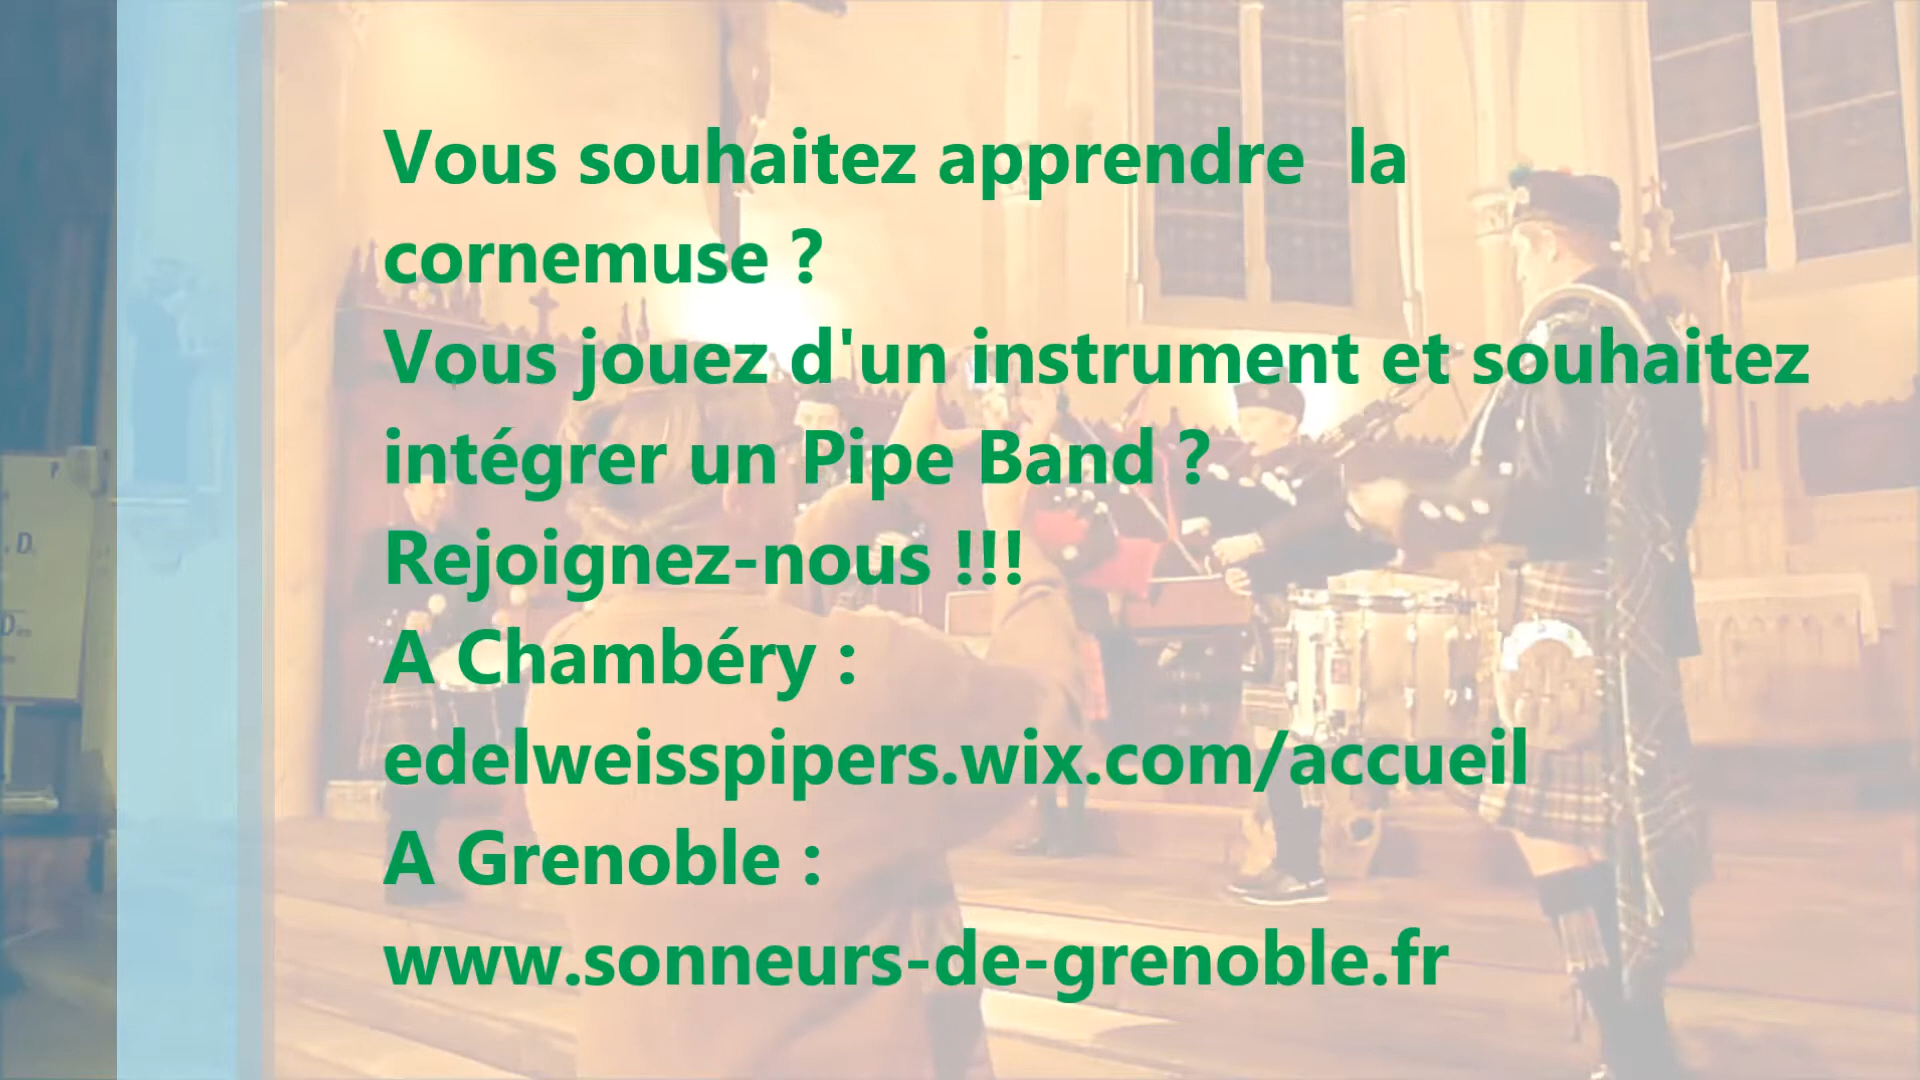 Vous souhaitez apprendre  la
cornemuse ?
Vous jouez d'un instrument et souhaitez
intégrer un Pipe Band ?
Rejoignez-nous !!!
A Chambéry :
edelweisspipers.wix.com/accueil
A Grenoble :
www.sonneurs-de-grenoble.fr